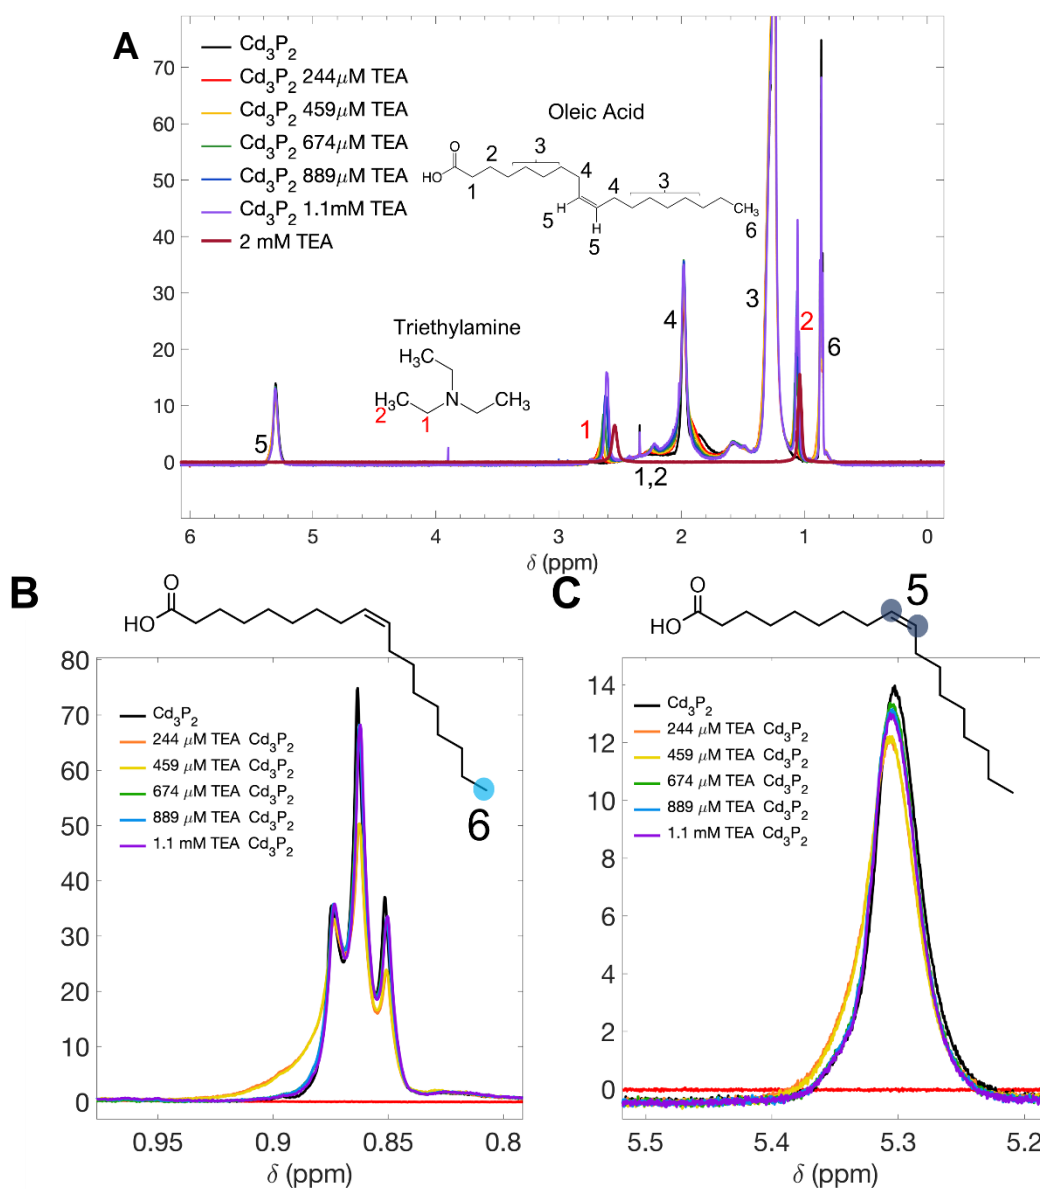 A
Cd3P2
Cd3P2 244μM TEA
Cd3P2 459μM TEA
Cd3P2 674μM TEA
Cd3P2 889μM TEA
Cd3P2 1.1mM TEA
2 mM TEA
Oleic Acid
O
HO
1
2
3
4
5
H
H
5
4
3
CH3
6
Triethylamine
H3C
H3C
N
CH3
2
1
5
1
1,2
4
3
2
6
70
60
50
40
30
20
10
0
6
5
4
3
2
1
0
δ (ppm)
B
O
HO
6
Cd3P2
244 μM TEA Cd3P2
459 μM TEA Cd3P2
674 μM TEA Cd3P2
889 μM TEA Cd3P2
1.1 mM TEA Cd3P2
80
70
60
50
40
30
20
10
0
0.95
0.9
0.85
0.8
δ (ppm)
C
O
HO
5
Cd3P2
244 μM TEA Cd3P2
459 μM TEA Cd3P2
674 μM TEA Cd3P2
889 μM TEA Cd3P2
1.1 mM TEA Cd3P2
14
12
10
8
6
4
2
0
5.5
5.4
5.3
5.2
δ (ppm)